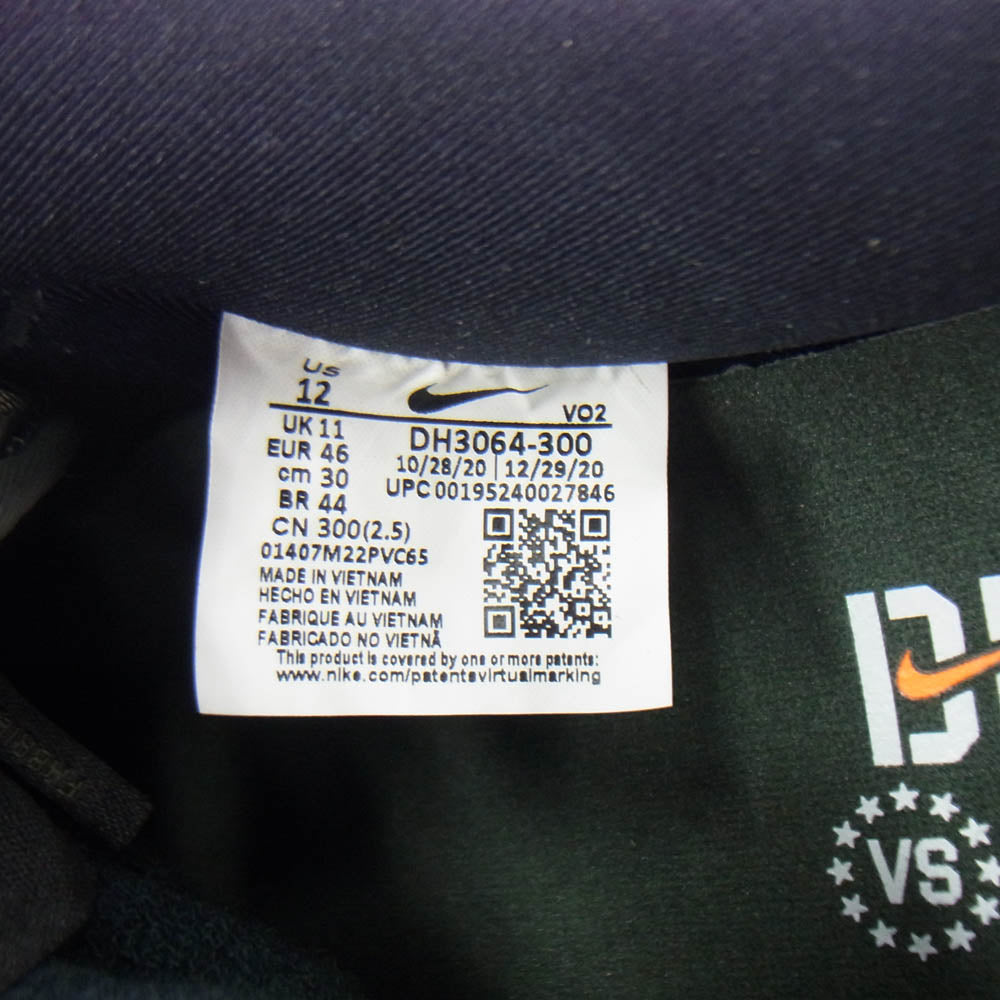 US
12
VO2
UK 11
EUR 46
cm 30
BR 44
CN 300(2.5)
DH3064-300
10/28/20 | 12/29/20
UPC 00195240027846
01407M22PVC65
MADE IN VIETNAM
HECHO EN VIETNAM
FABRIQUE AU VIETNAM
FABRICADO NO VIETNÃ
This product is covered by one or more patents:
www.nike.com/patentsvirtualmarking
VS